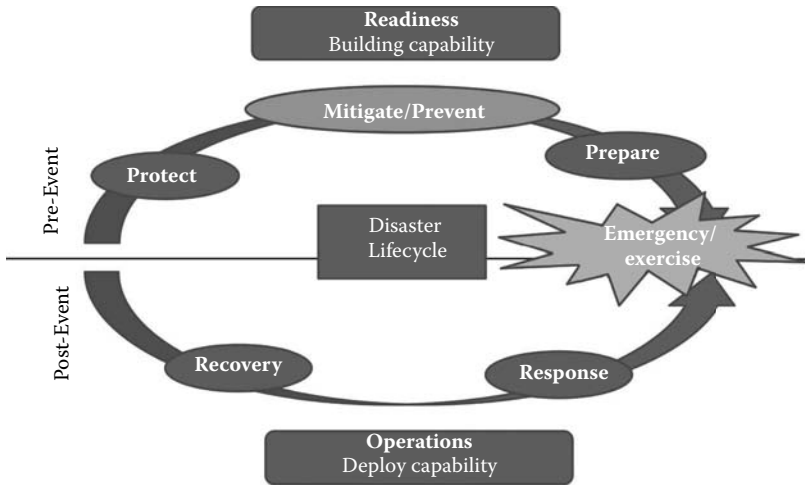 Readiness
Building capability
Mitigate/Prevent
Prepare
Protect
Pre-Event
Disaster
Lifecycle
Emergency/
exercise
Post-Event
Recovery
Response
Operations
Deploy capability